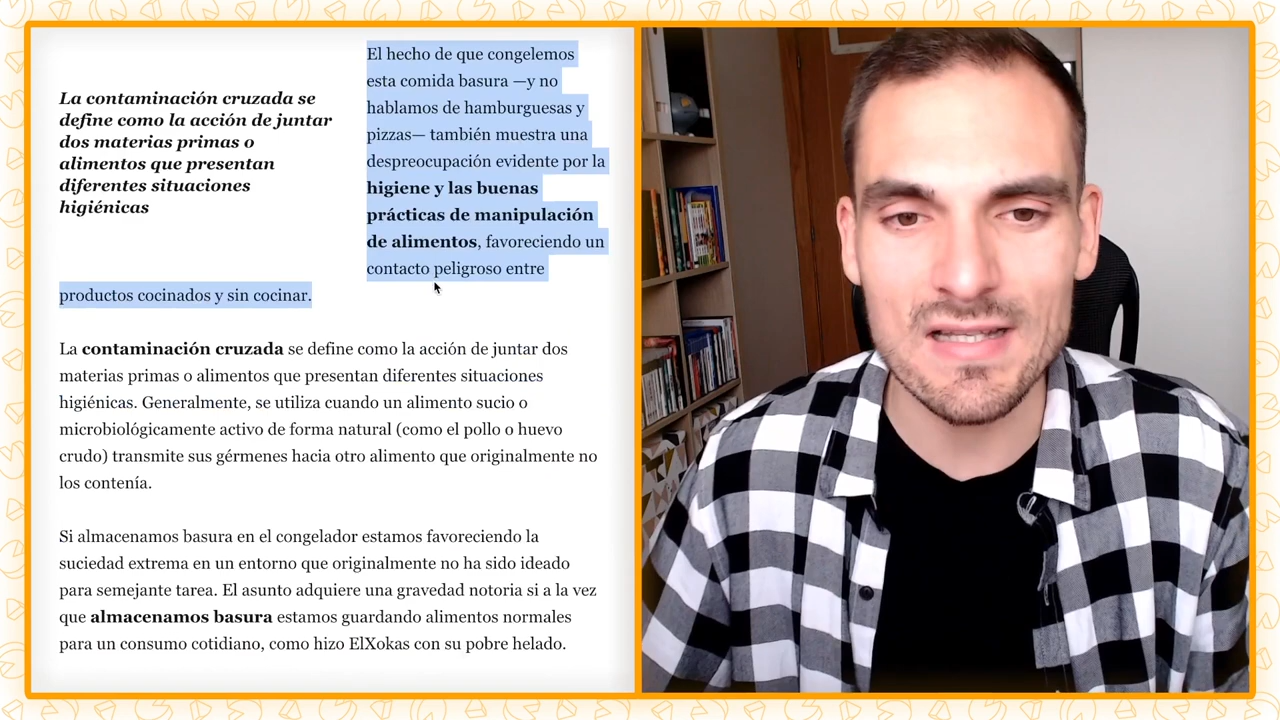 La contaminación cruzada se
define como la acción de juntar
dos materias primas o
alimentos que presentan
diferentes situaciones
higiénicas
El hecho de que congelemos
esta comida basura —y no
hablamos de hamburguesas y
pizzas— también muestra una
despreocupación evidente por la
higiene y las buenas
prácticas de manipulación
de alimentos, favoreciendo un
contacto peligroso entre
productos cocinados y sin cocinar.
La contaminación cruzada se define como la acción de juntar dos
materias primas o alimentos que presentan diferentes situaciones
higiénicas. Generalmente, se utiliza cuando un alimento sucio o
microbiológicamente activo de forma natural (como el pollo o huevo
crudo) transmite sus gérmenes hacia otro alimento que originalmente no
los contenía.
Si almacenamos basura en el congelador estamos favoreciendo la
suciedad extrema en un entorno que originalmente no ha sido ideado
para semejante tarea. El asunto adquiere una gravedad notoria si a la vez
que almacenamos basura estamos guardando alimentos normales
para un consumo cotidiano, como hizo ElXokas con su pobre helado.